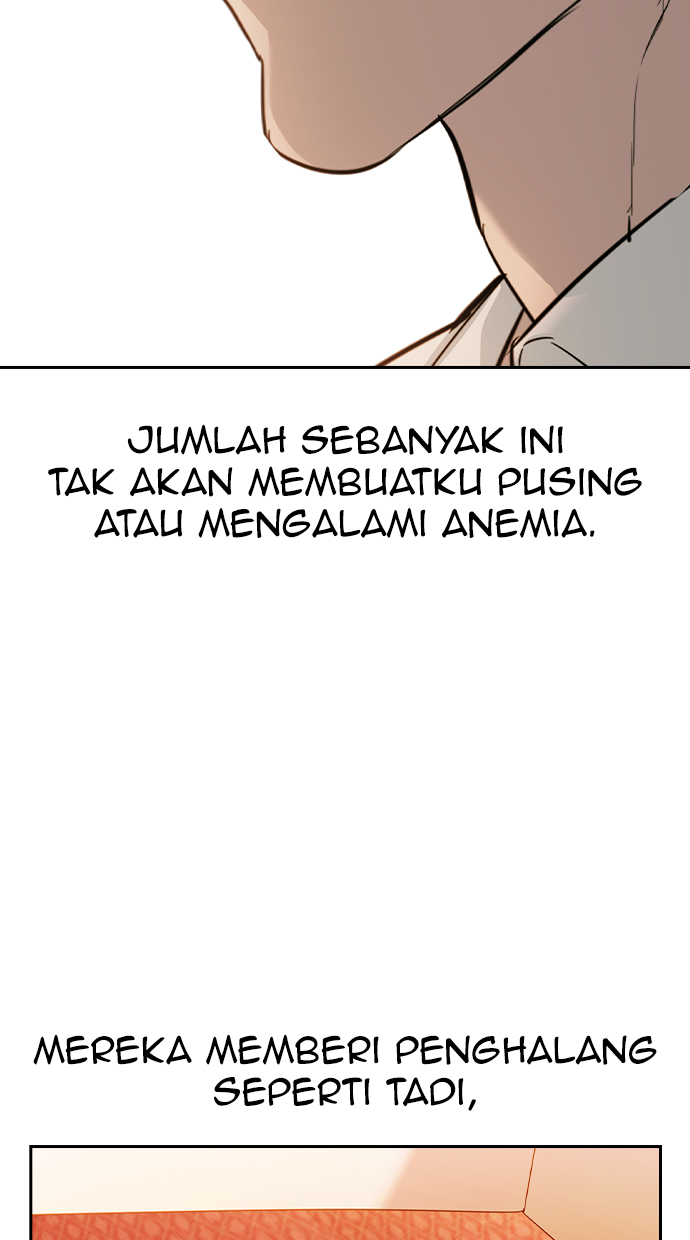 JUMLAH SEBANYAK INI
TAK AKAN MEMBUATKU PUSING
ATAU MENGALAMI ANEMIA.
MEREKA MEMBERI PENGHALANG
SEPERTI TADI,